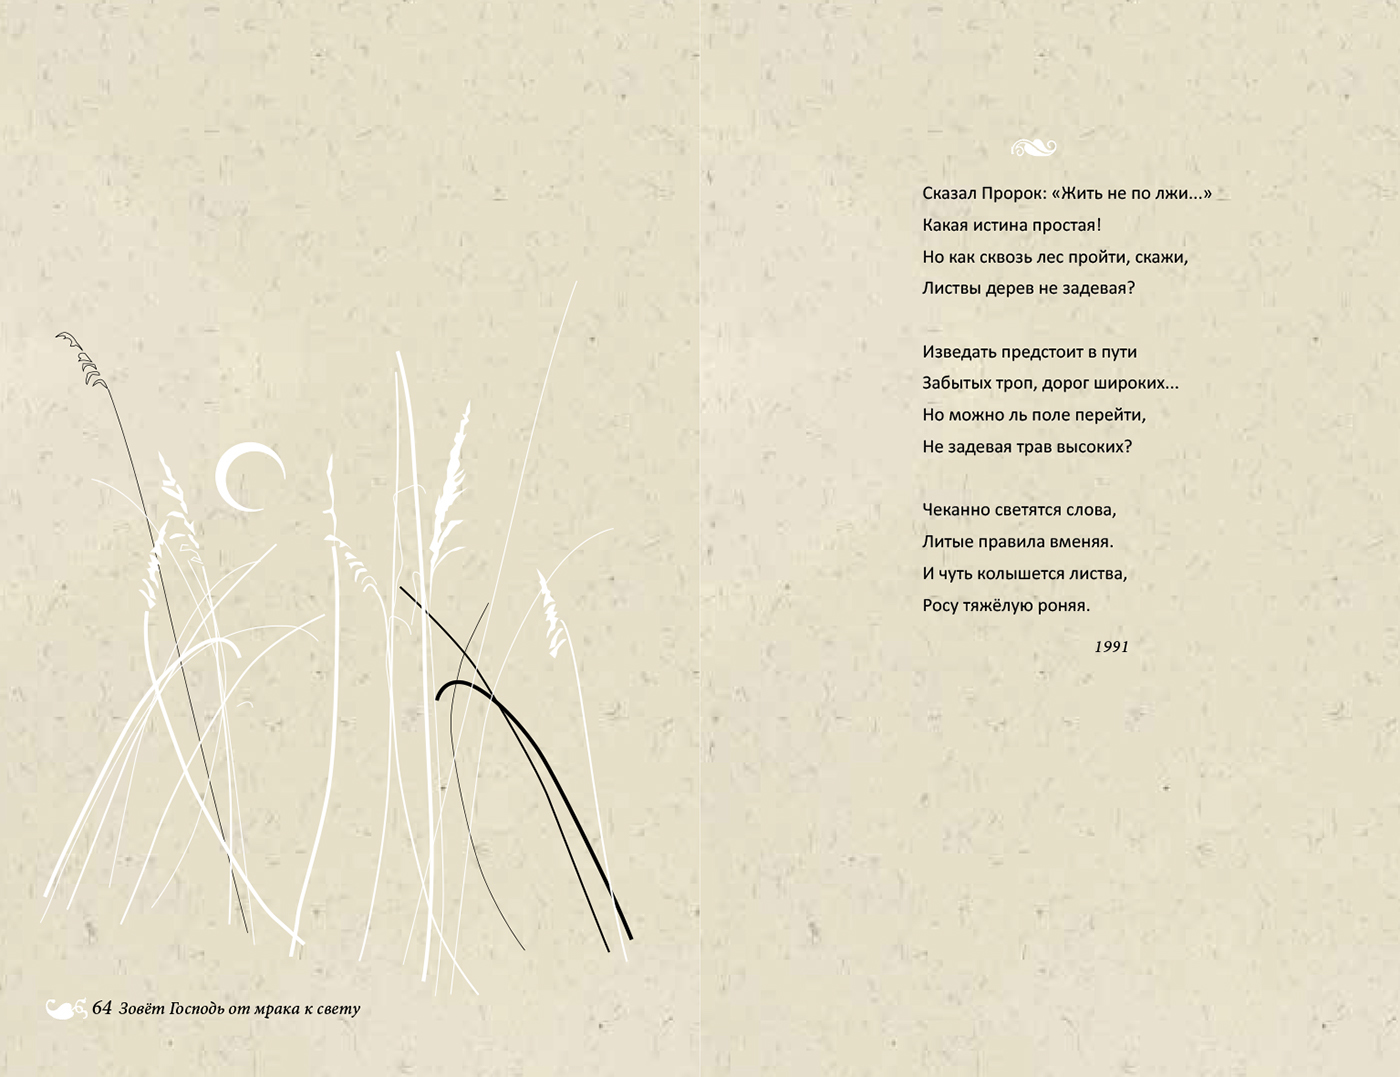 64 Зовёт Господь от мрака к свету
Сказал Пророк: «Жить не по лжи...»
Какая истина простая!
Но как сквозь лес пройти, скажи,
Листвы дерев не задевая?
Изведать предстоит в пути
Забытых троп, дорог широких...
Но можно ль поле перейти,
Не задевая трав высоких?
Чеканно светятся слова,
Литые правила вменяя.
И чуть колышется листва,
Росу тяжёлую роняя.
1991